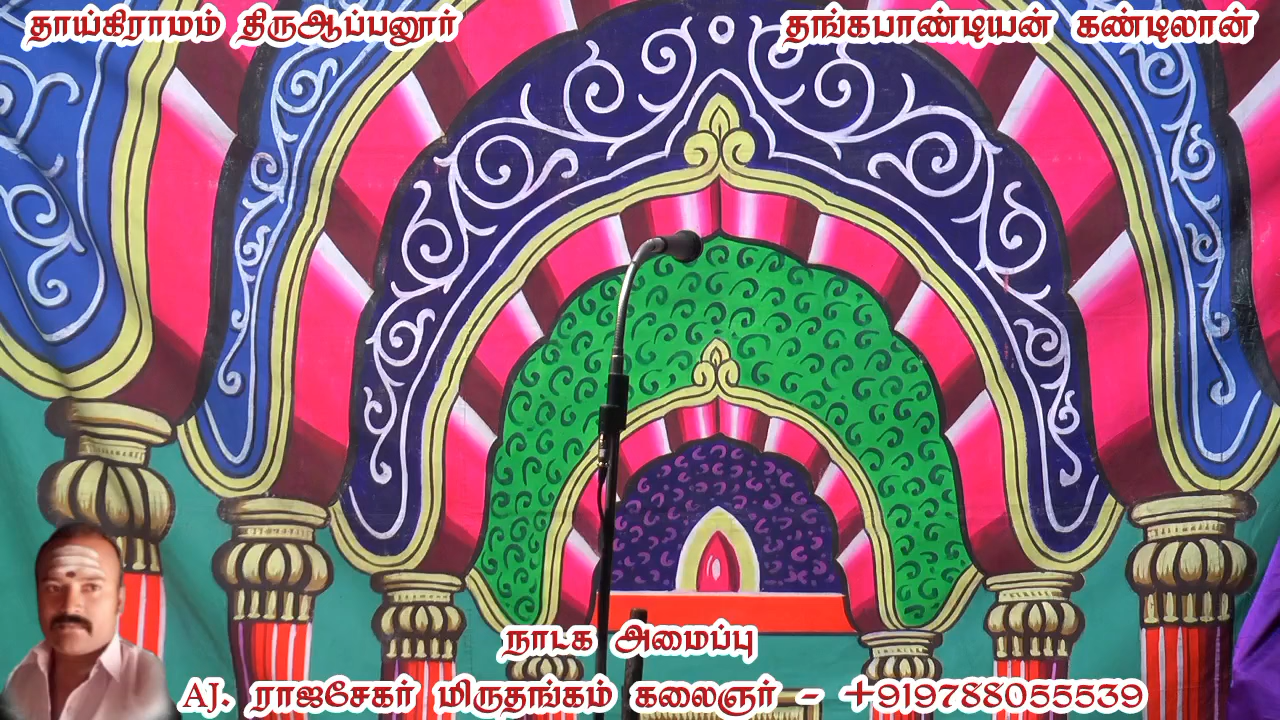 தாய்கிராமம் திருஆப்பனூர்
தங்கபாண்டியன் கண்டிலான்
நாடக அமைப்பு
AJ. ராஜசேகர் மிருதங்கம் கலைஞர் - +919788055539